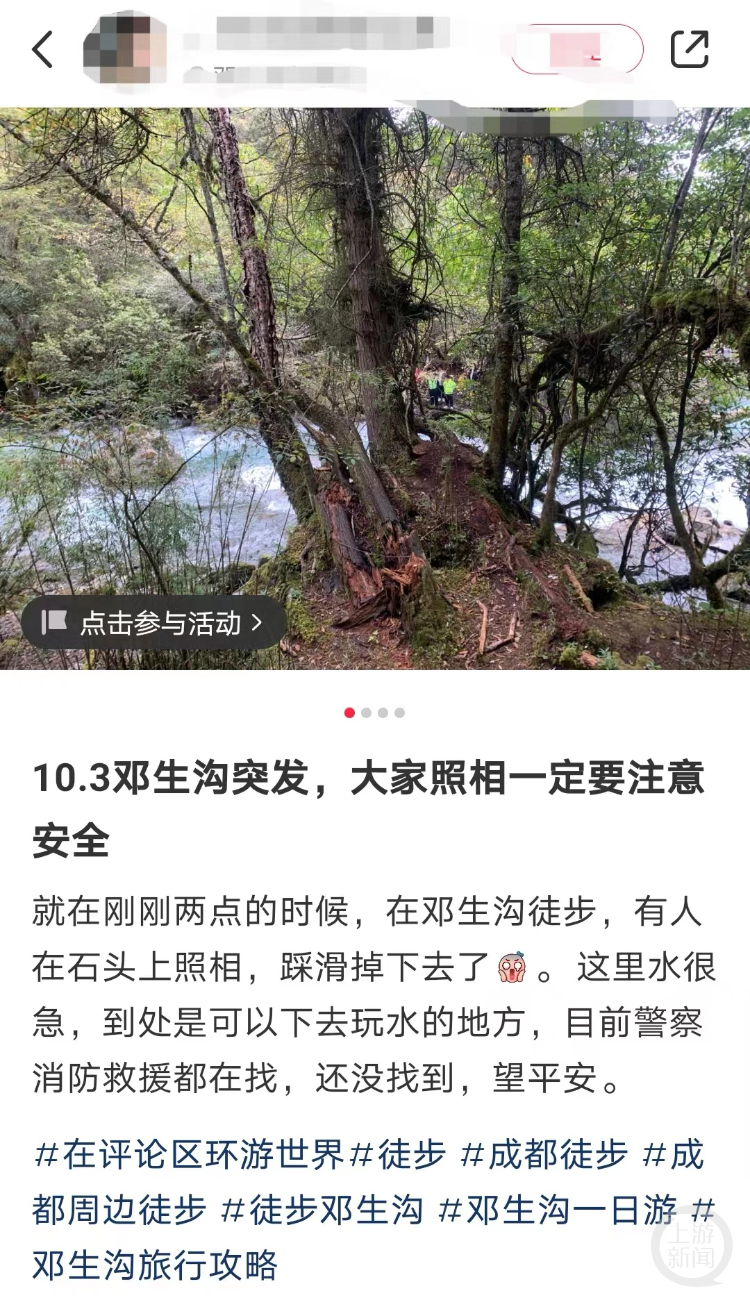 点击参与活动
10.3邓生沟突发，大家照相一定要注意
安全
就在刚刚两点的时候，在邓生沟徒步，有人
在石头上照相，踩滑掉下去了😱。这里水很
急，到处是可以下去玩水的地方，目前警察
消防救援都在找，还没找到，望平安。
#在评论区环游世界#徒步 #成都徒步 #成
都周边徒步 #徒步邓生沟 #邓生沟一日游 #
邓生沟旅行攻略
上游
新闻